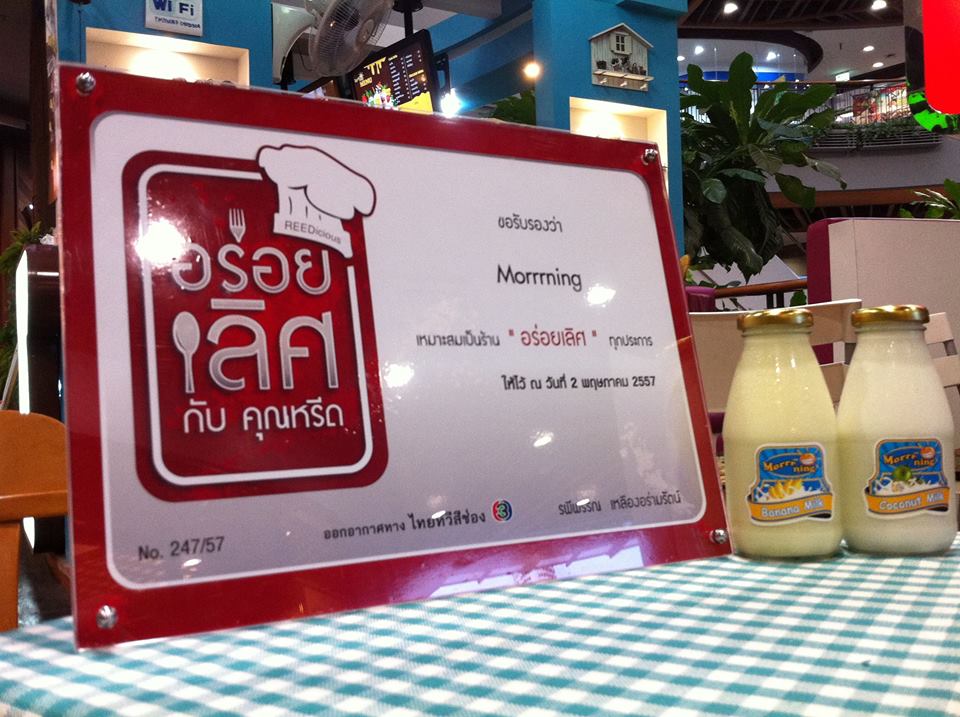 Wi Fi
REEDicious
อร่อย
เลิศ
กับ คุณหรีด
ขอรับรองว่า
Morrrning
เหมาะสมเป็นร้าน " อร่อยเลิศ " ทุกประการ
ให้ไว้ ณ วันที่ 2 พฤษภาคม 2557
ออกอากาศทาง ไทยทีวีสีช่อง 3
รพีพรรณ เหลืองอร่ามรัตน์
No. 247/57
Morrr
ning
Banana Milk
Morrr
ning
Coconut Milk